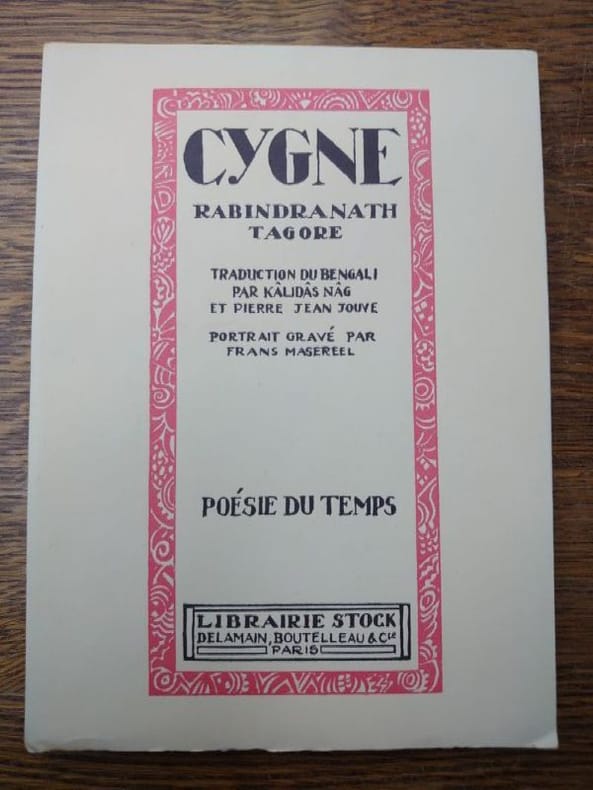 CYGNE
RABINDRANATH
TAGORE
TRADUCTION DU BENGALI
PAR KÂLIDÂS NÂG
ET PIERRE JEAN JOUVE
PORTRAIT GRAVÉ PAR
FRANS MASEREEL
POÉSIE DU TEMPS
LIBRAIRIE STOCK
DELAMAIN, BOUTELLEAU & Cie
PARIS